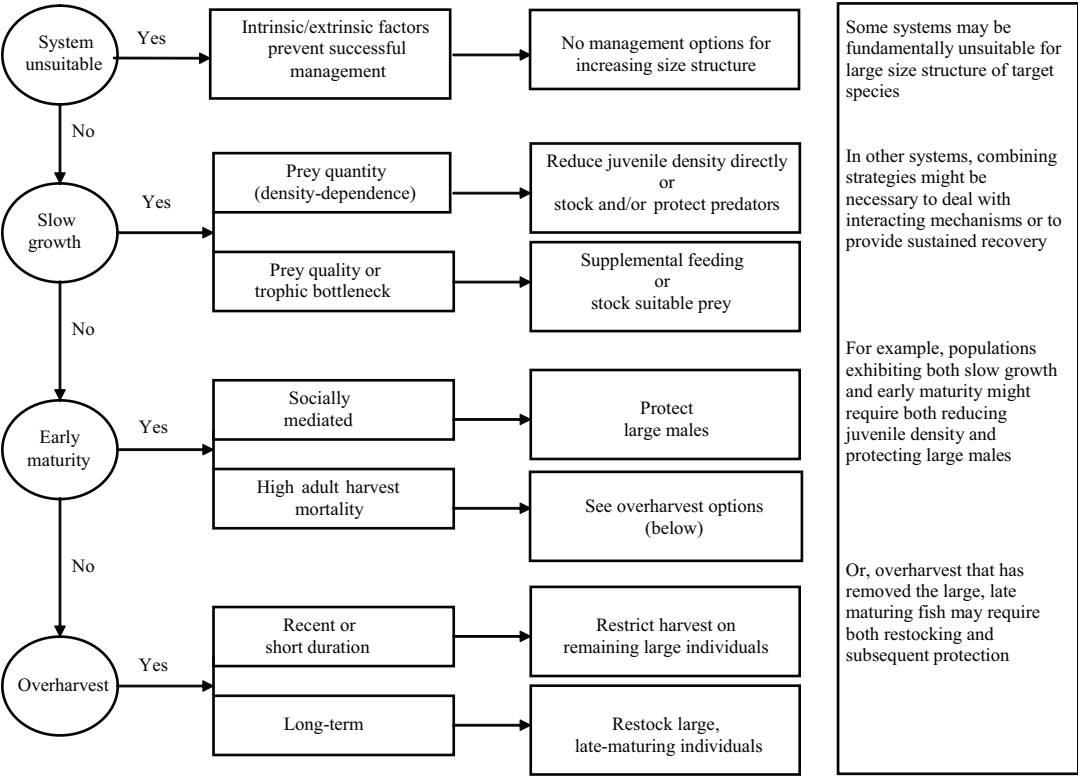 System
unsuitable
Yes
Intrinsic/extrinsic factors
prevent successful
management
No management options for
increasing size structure
No
Slow
growth
Yes
Prey quantity
(density-dependence)
Reduce juvenile density directly
or
stock and/or protect predators
Prey quality or
trophic bottleneck
Supplemental feeding
or
stock suitable prey
No
Early
maturity
Yes
Socially
mediated
Protect
large males
High adult harvest
mortality
See overharvest options
(below)
No
Overharvest
Yes
Recent or
short duration
Restrict harvest on
remaining large individuals
Long-term
Restock large,
late-maturing individuals
Some systems may be
fundamentally unsuitable for
large size structure of target
species
In other systems, combining
strategies might be
necessary to deal with
interacting mechanisms or to
provide sustained recovery
For example, populations
exhibiting both slow growth
and early maturity might
require both reducing
juvenile density and
protecting large males
Or, overharvest that has
removed the large, late
maturing fish may require
both restocking and
subsequent protection